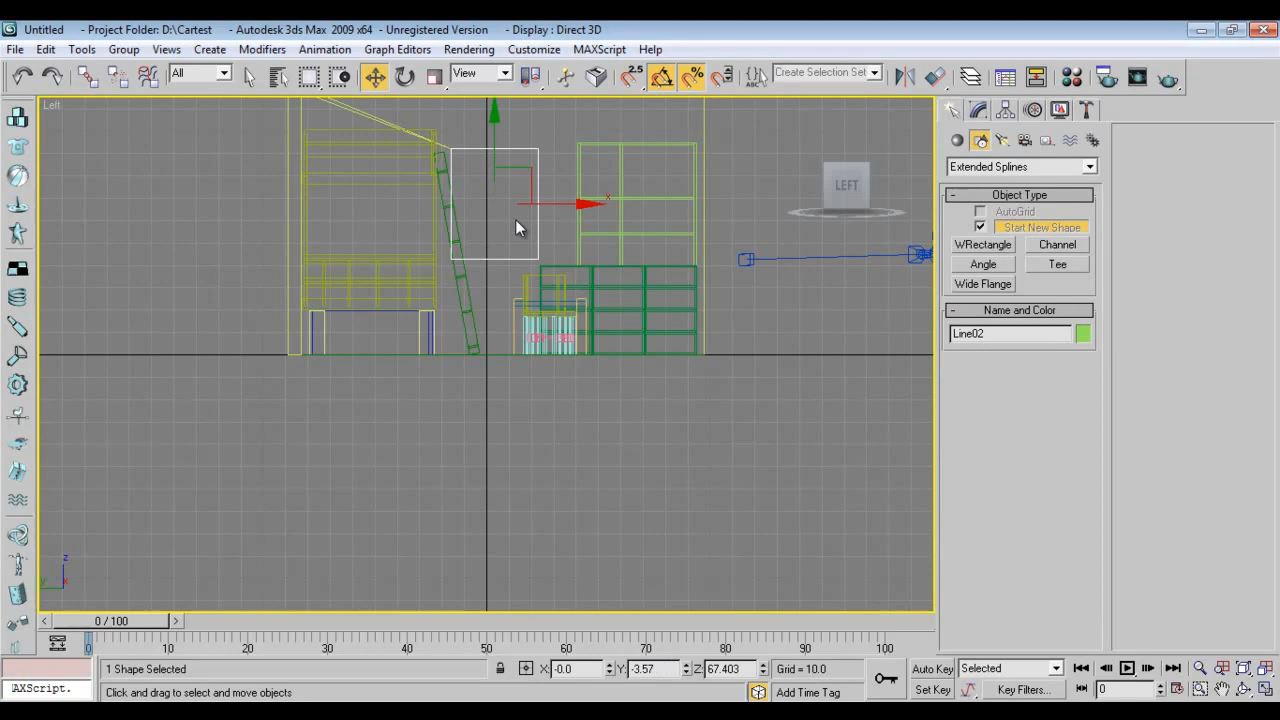 Untitled - Project Folder: D:\Cartest - Autodesk 3ds Max 2009 x64 - Unregistered Version - Display : Direct 3D
File Edit Tools Group Views Create Modifiers Animation Graph Editors Rendering Customize MAXScript Help
All View 2.5 % ABC Create Selection Set
Left
LEFT
x
z
y x
Extended Splines
- Object Type
AutoGrid
Start New Shape
WRectangle Channel
Angle Tee
Wide Flange
- Name and Color
Line02
< 0 / 100 >
0 10 20 30 40 50 60 70 80 90 100
1 Shape Selected X: -0.0 Y: -3.57 Z: 67.403 Grid = 10.0 Auto Key Selected
AXScript. Click and drag to select and move objects Add Time Tag Set Key Key Filters... 0